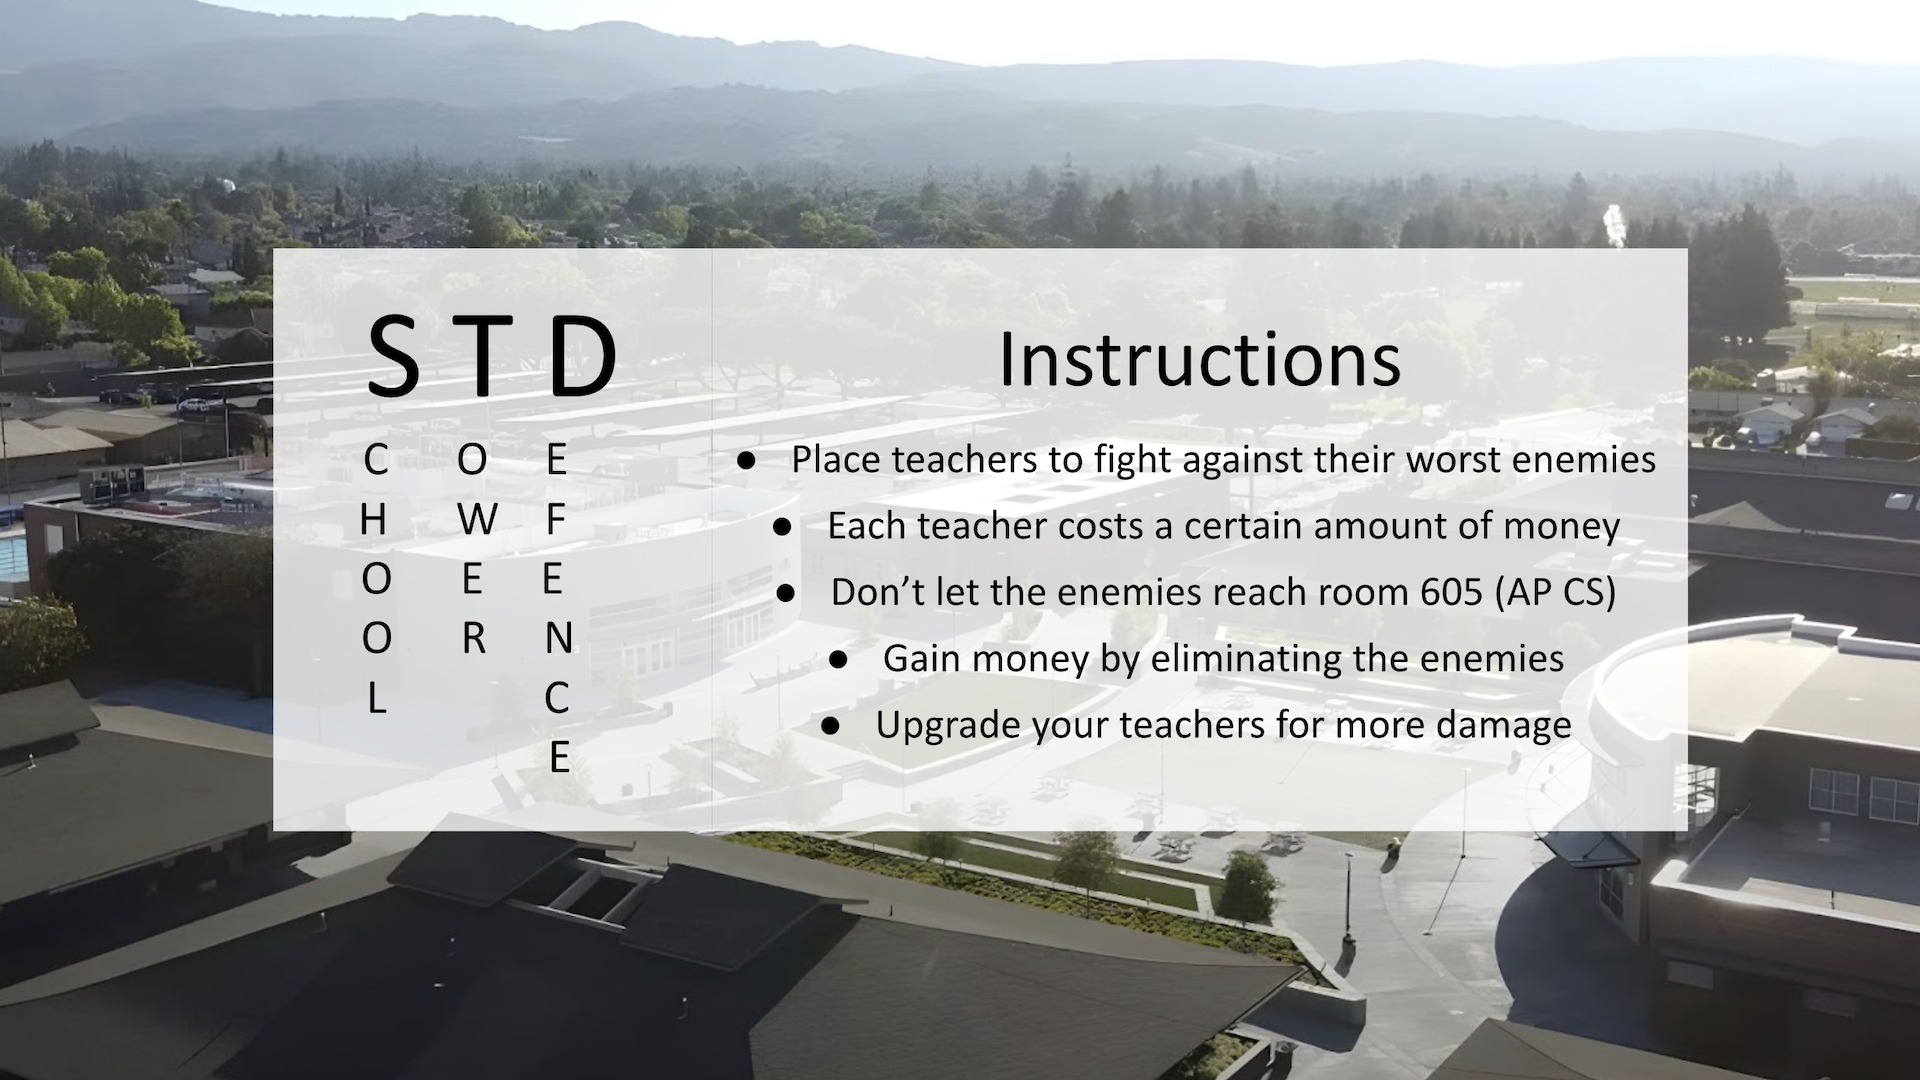 S T D
C O E
H W F
O E E
O R N
L C
E
Instructions
● Place teachers to fight against their worst enemies
● Each teacher costs a certain amount of money
● Don’t let the enemies reach room 605 (AP CS)
● Gain money by eliminating the enemies
● Upgrade your teachers for more damage